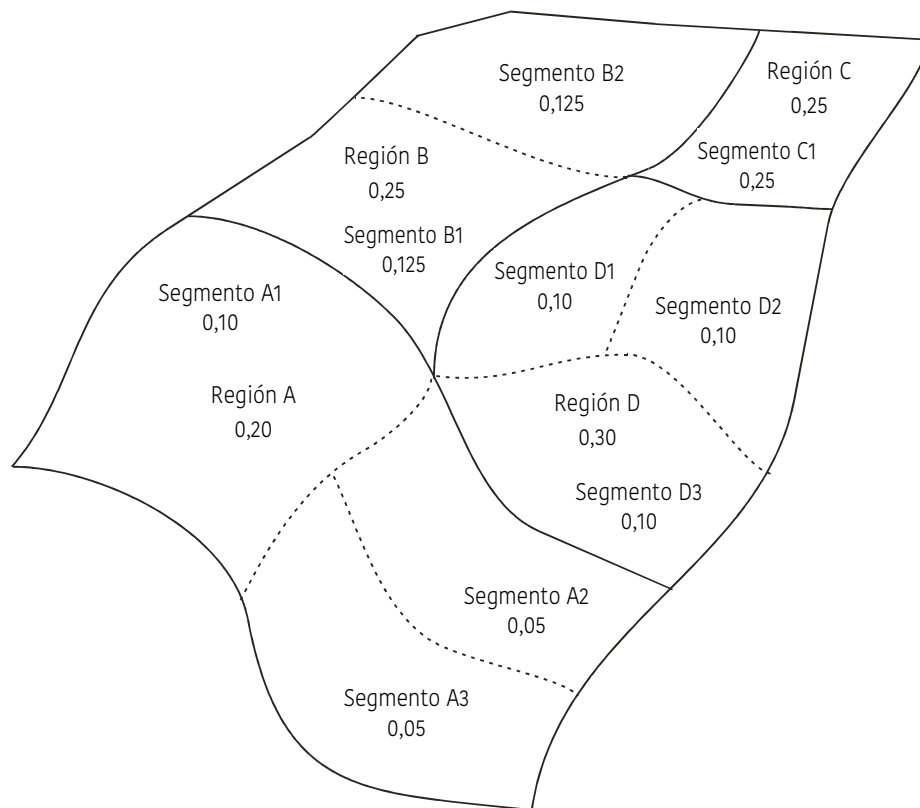 Segmento B2
0,125
Región C
0,25
Segmento C1
0,25
Región B
0,25
Segmento B1
0,125
Segmento D1
0,10
Segmento D2
0,10
Segmento A1
0,10
Región A
0,20
Región D
0,30
Segmento D3
0,10
Segmento A2
0,05
Segmento A3
0,05